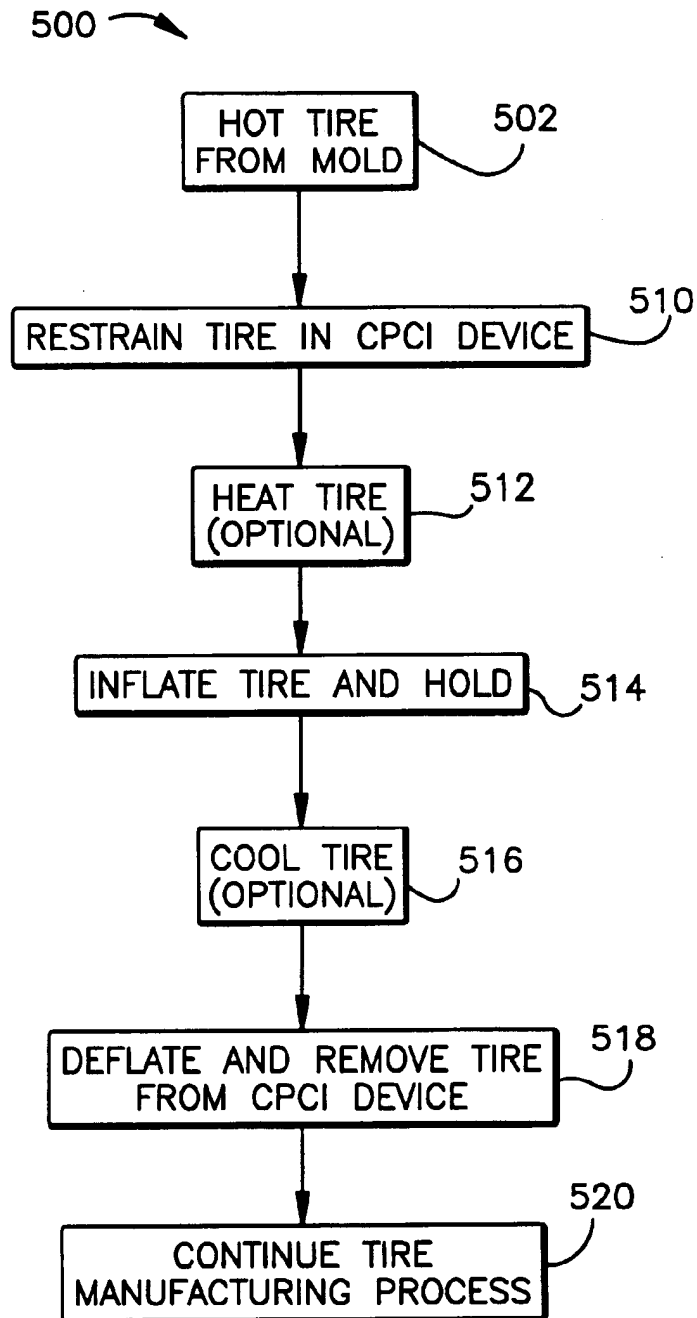 500
HOT TIRE
FROM MOLD
502
RESTRAIN TIRE IN CPCI DEVICE
510
HEAT TIRE
(OPTIONAL)
512
INFLATE TIRE AND HOLD
514
COOL TIRE
(OPTIONAL)
516
DEFLATE AND REMOVE TIRE
FROM CPCI DEVICE
518
CONTINUE TIRE
MANUFACTURING PROCESS
520